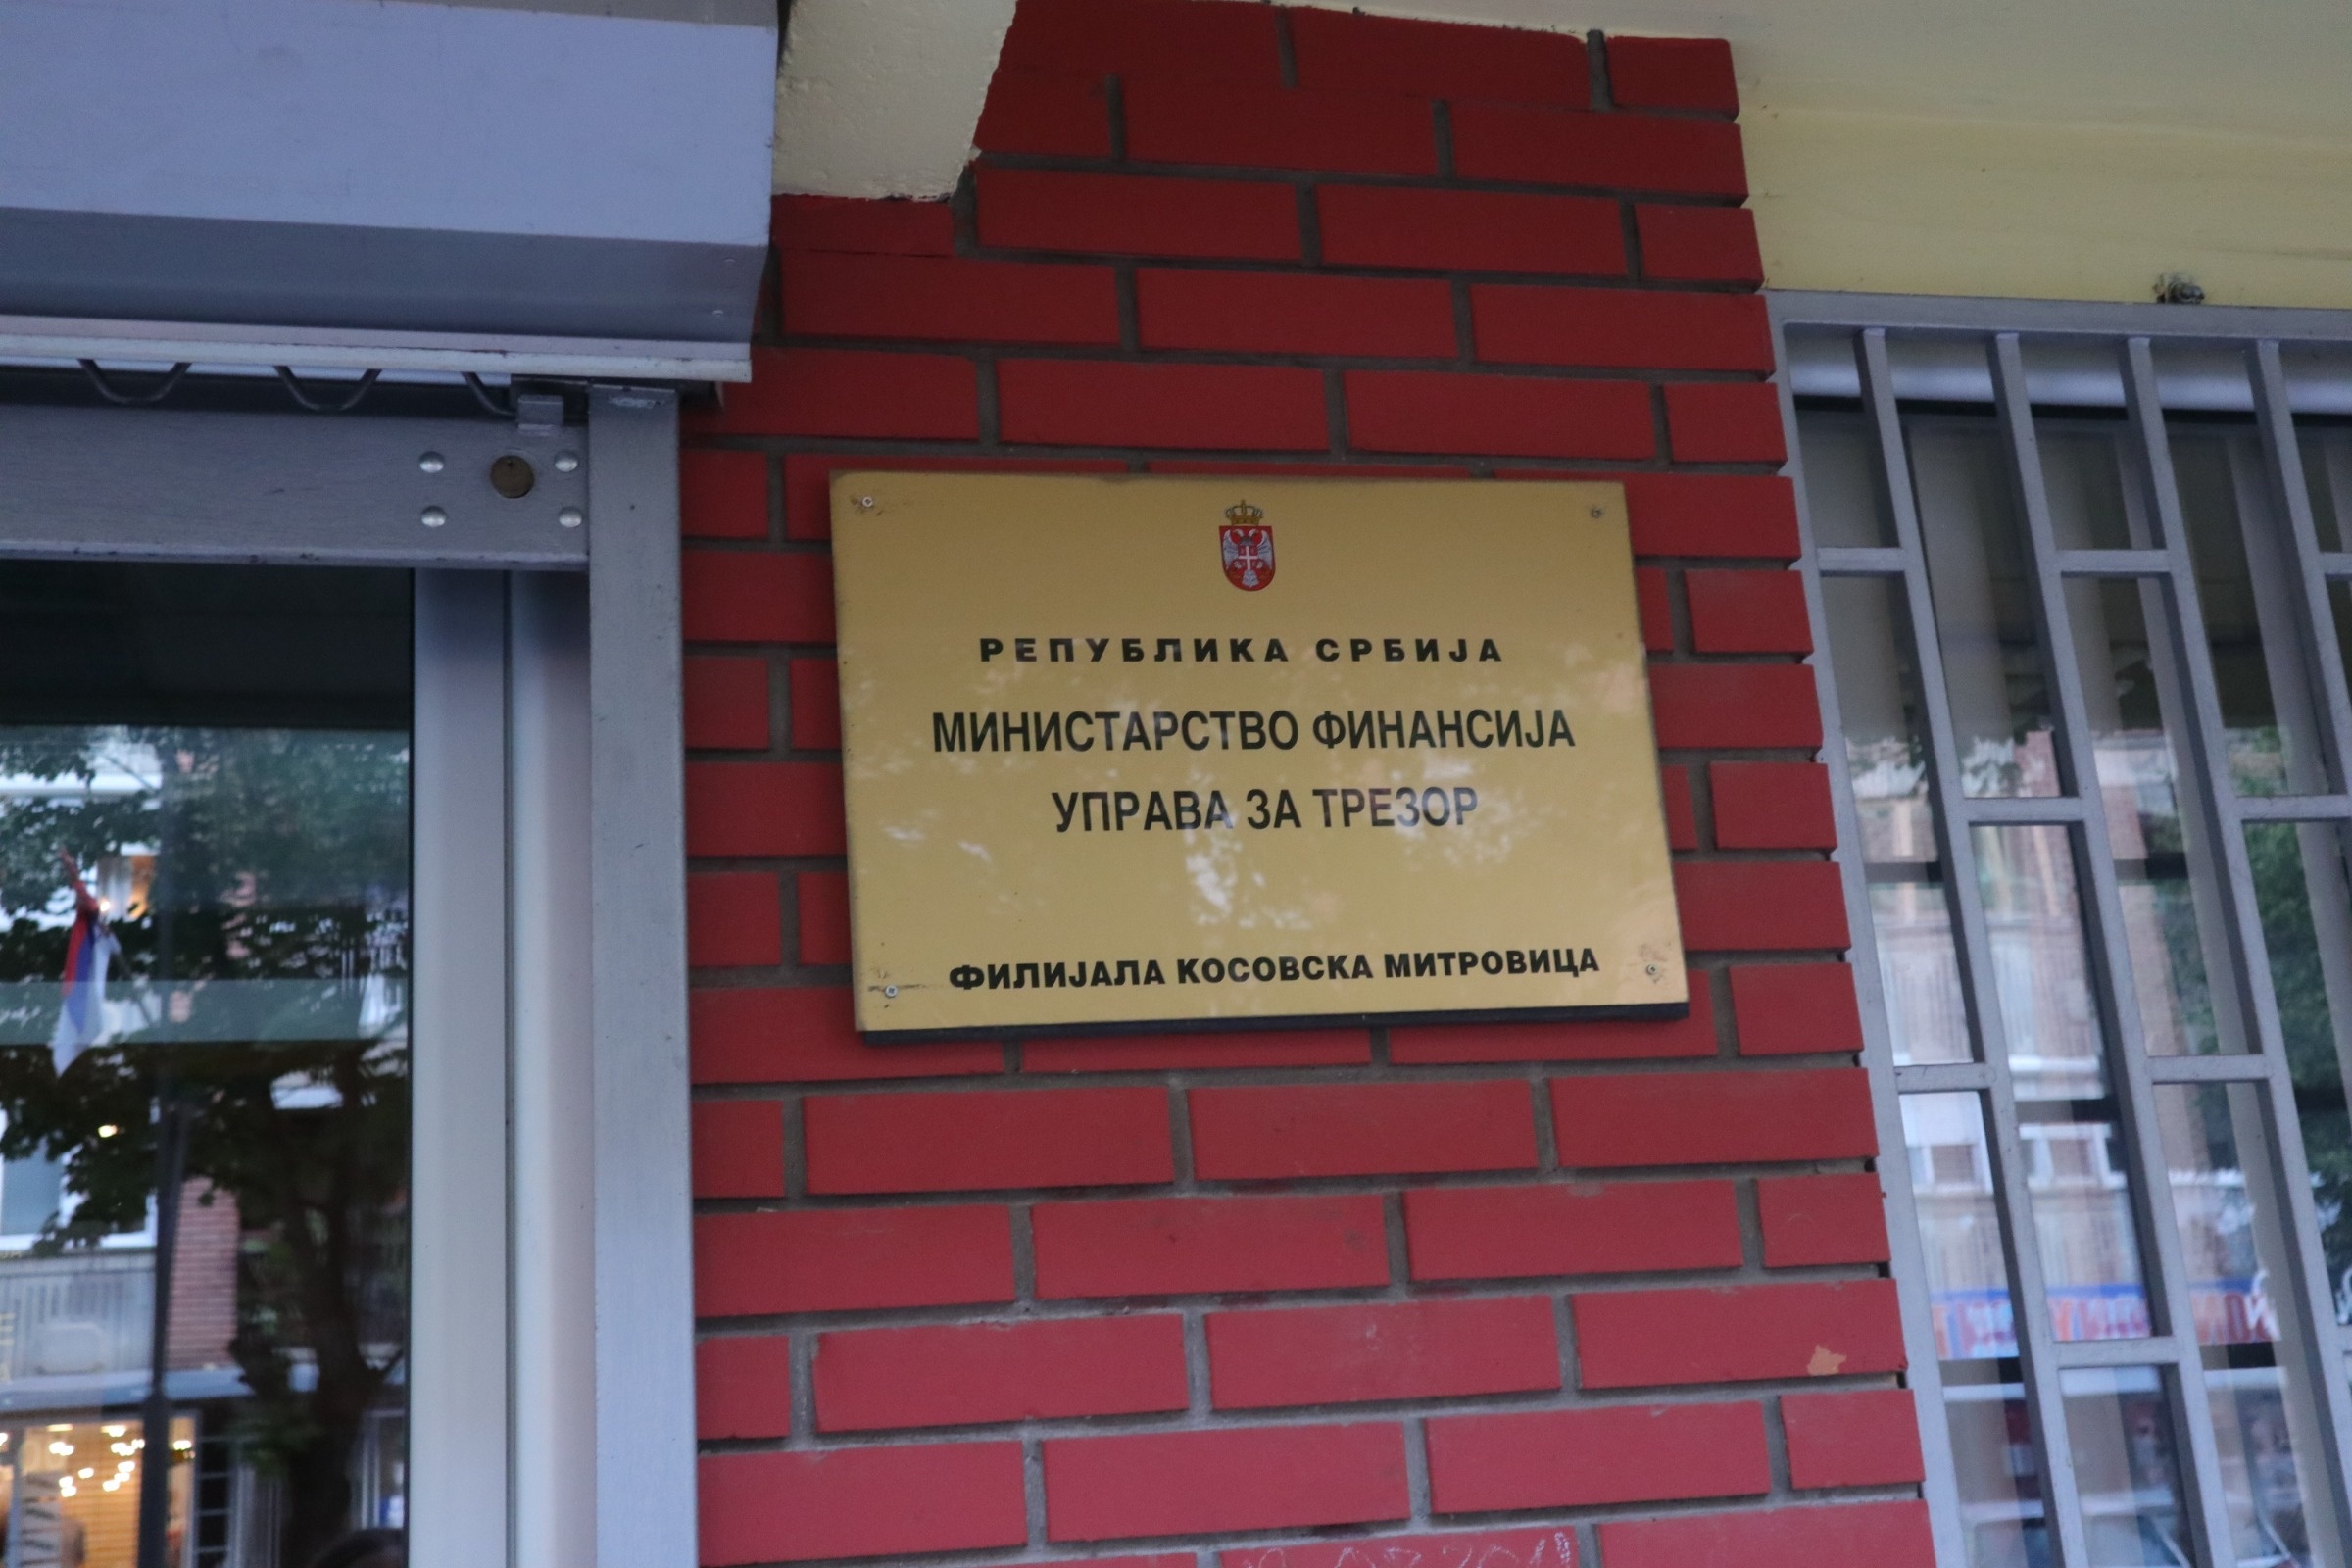 РЕПУБЛИКА СРБИЈА
МИНИСТАРСТВО ФИНАНСИЈА
УПРАВА ЗА ТРЕЗОР
ФИЛИЈАЛА КОСОВСКА МИТРОВИЦА